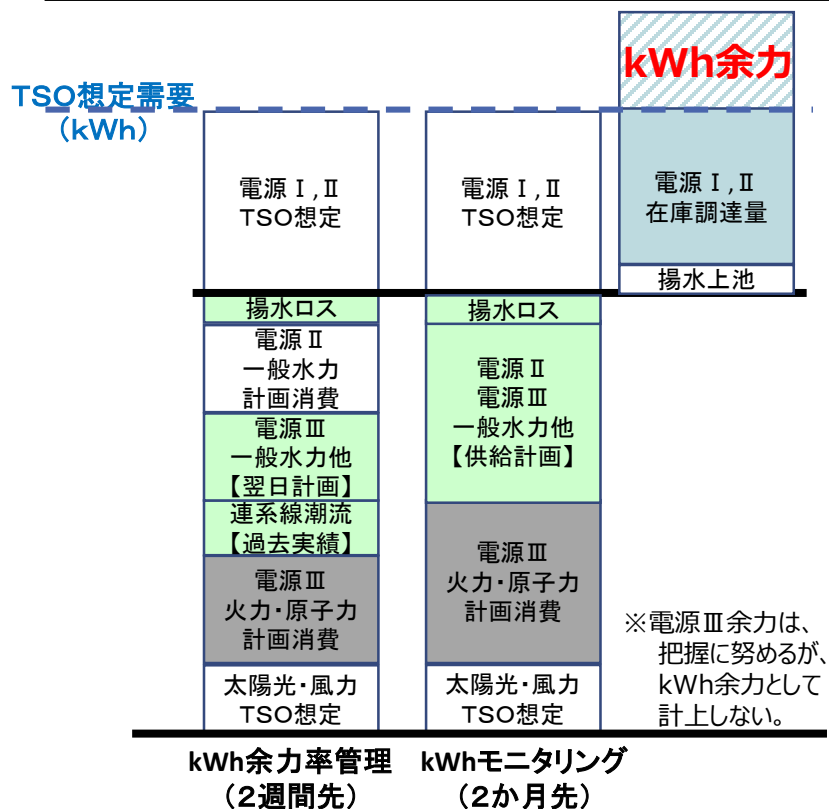 kWh余力
TSO想定需要
(kWh)
電源Ⅰ,Ⅱ
TSO想定
揚水ロス
電源Ⅱ
一般水力
計画消費
電源Ⅲ
一般水力他
【翌日計画】
連系線潮流
【過去実績】
電源Ⅲ
火力・原子力
計画消費
太陽光・風力
TSO想定
kWh余力率管理
(2週間先)
電源Ⅰ,Ⅱ
TSO想定
揚水ロス
電源Ⅱ
電源Ⅲ
一般水力他
【供給計画】
電源Ⅲ
火力・原子力
計画消費
太陽光・風力
TSO想定
kWhモニタリング
(2か月先)
電源Ⅰ,Ⅱ
在庫調達量
揚水上池
※電源Ⅲ余力は、
把握に努めるが、
kWh余力として
計上しない。